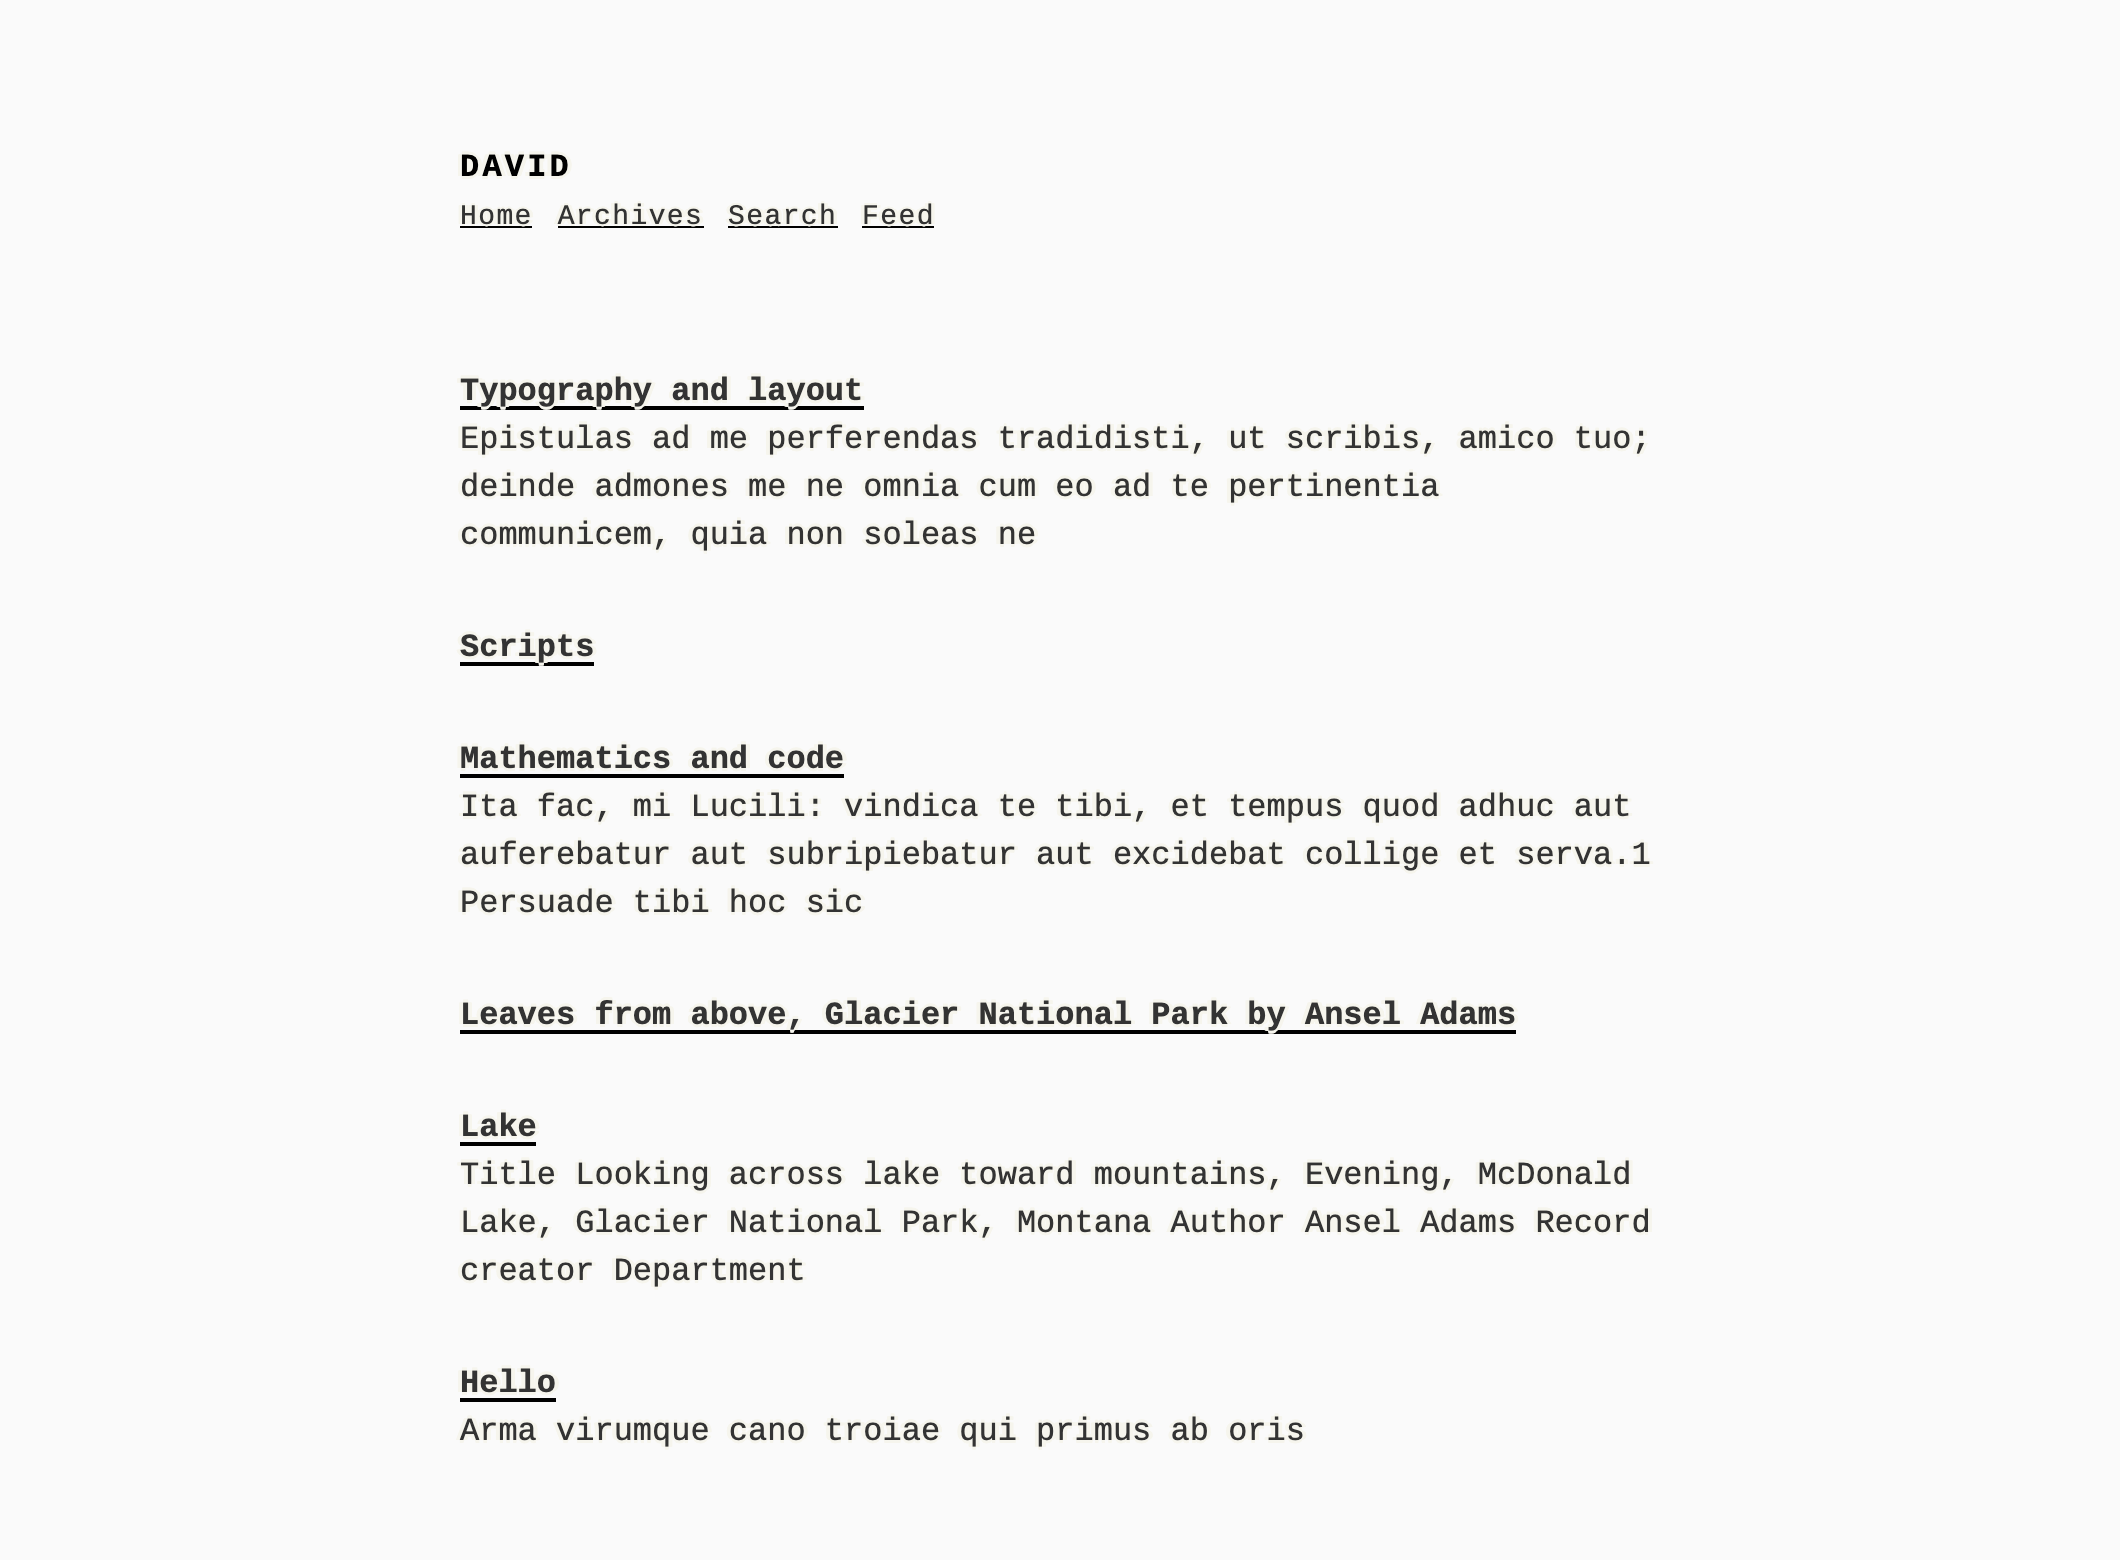 DAVID
Home Archives Search Feed
Typography and layout
Epistulas ad me perferendas tradidisti, ut scribis, amico tuo;
deinde admones me ne omnia cum eo ad te pertinentia
communicem, quia non soleas ne
Scripts
Mathematics and code
Ita fac, mi Lucili: vindica te tibi, et tempus quod adhuc aut
auferebatur aut subripiebatur aut excidebat collige et serva.1
Persuade tibi hoc sic
Leaves from above, Glacier National Park by Ansel Adams
Lake
Title Looking across lake toward mountains, Evening, McDonald
Lake, Glacier National Park, Montana Author Ansel Adams Record
creator Department
Hello
Arma virumque cano troiae qui primus ab oris